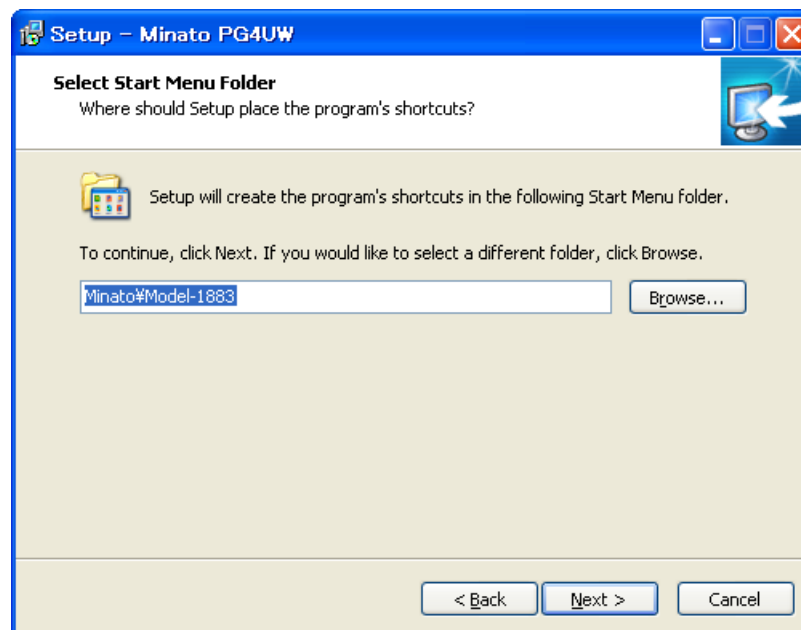 Setup - Minato PG4UW
Select Start Menu Folder
Where should Setup place the program's shortcuts?
Setup will create the program's shortcuts in the following Start Menu folder.
To continue, click Next. If you would like to select a different folder, click Browse.
Minato¥Model-1883
Browse...
< Back
Next >
Cancel